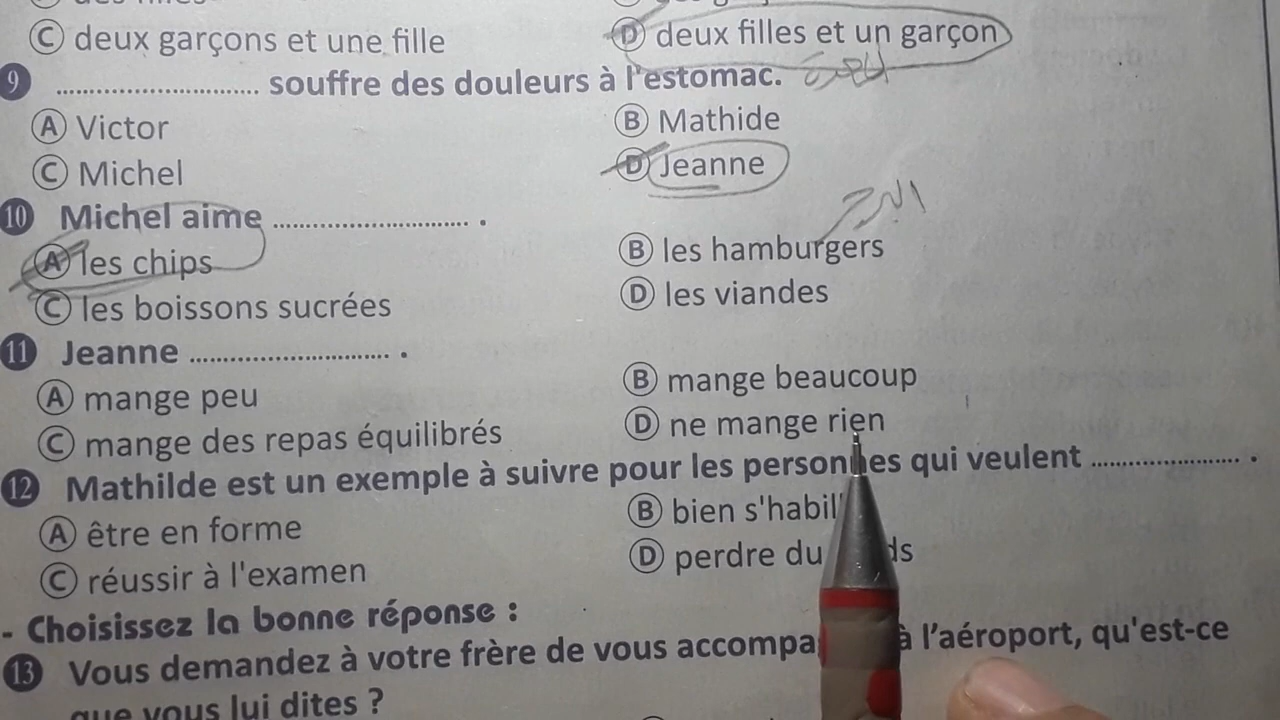 C deux garçons et une fille
D deux filles et un garçon
9 ............................ souffre des douleurs à l'estomac.
A Victor
B Mathide
C Michel
D Jeanne
10 Michel aime ............................ .
A les chips
B les hamburgers
C les boissons sucrées
D les viandes
11 Jeanne ............................ .
A mange peu
B mange beaucoup
C mange des repas équilibrés
D ne mange rien
12 Mathilde est un exemple à suivre pour les personnes qui veulent ...................... .
A être en forme
B bien s'habil
C réussir à l'examen
D perdre du
- Choisissez la bonne réponse :
13 Vous demandez à votre frère de vous accompa à l'aéroport, qu'est-ce
que vous lui dites ?